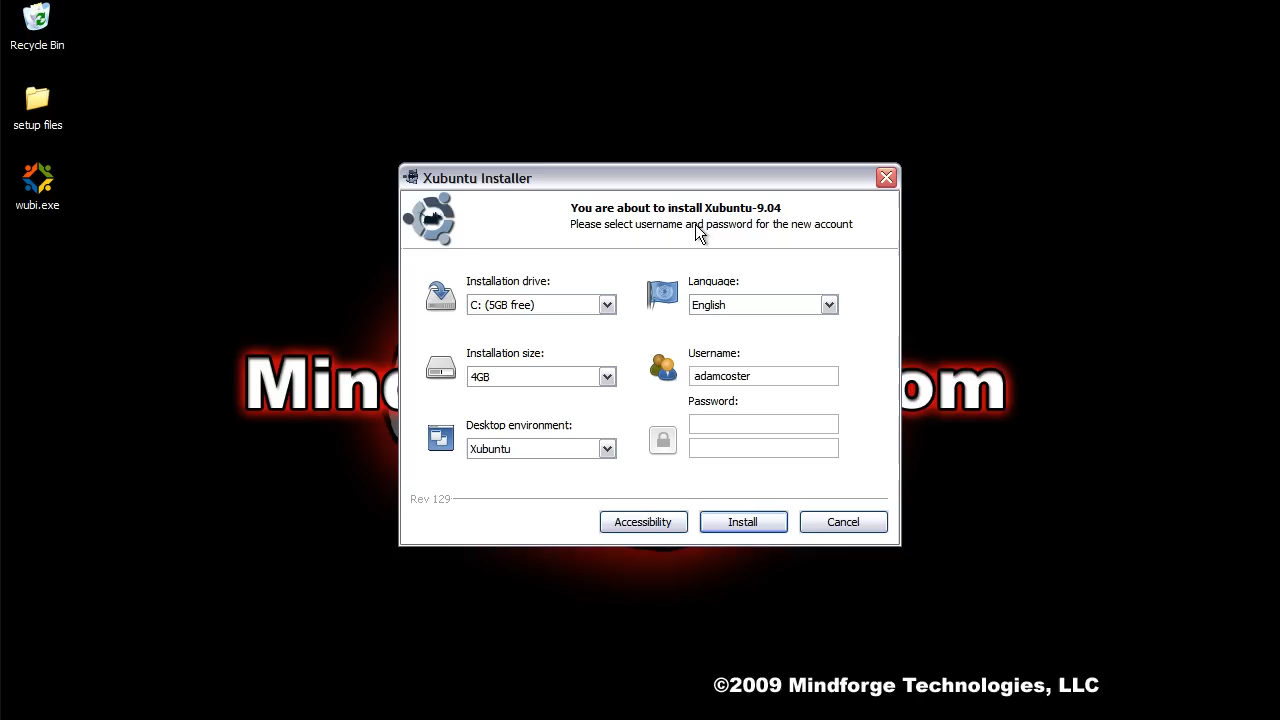 Recycle Bin
setup files
wubi.exe
Xubuntu Installer
You are about to install Xubuntu-9.04
Please select username and password for the new account
Installation drive:
C: (5GB free)
Installation size:
4GB
Desktop environment:
Xubuntu
Language:
English
Username:
adamcoster
Password:
Rev 129
Accessibility
Install
Cancel
©2009 Mindforge Technologies, LLC